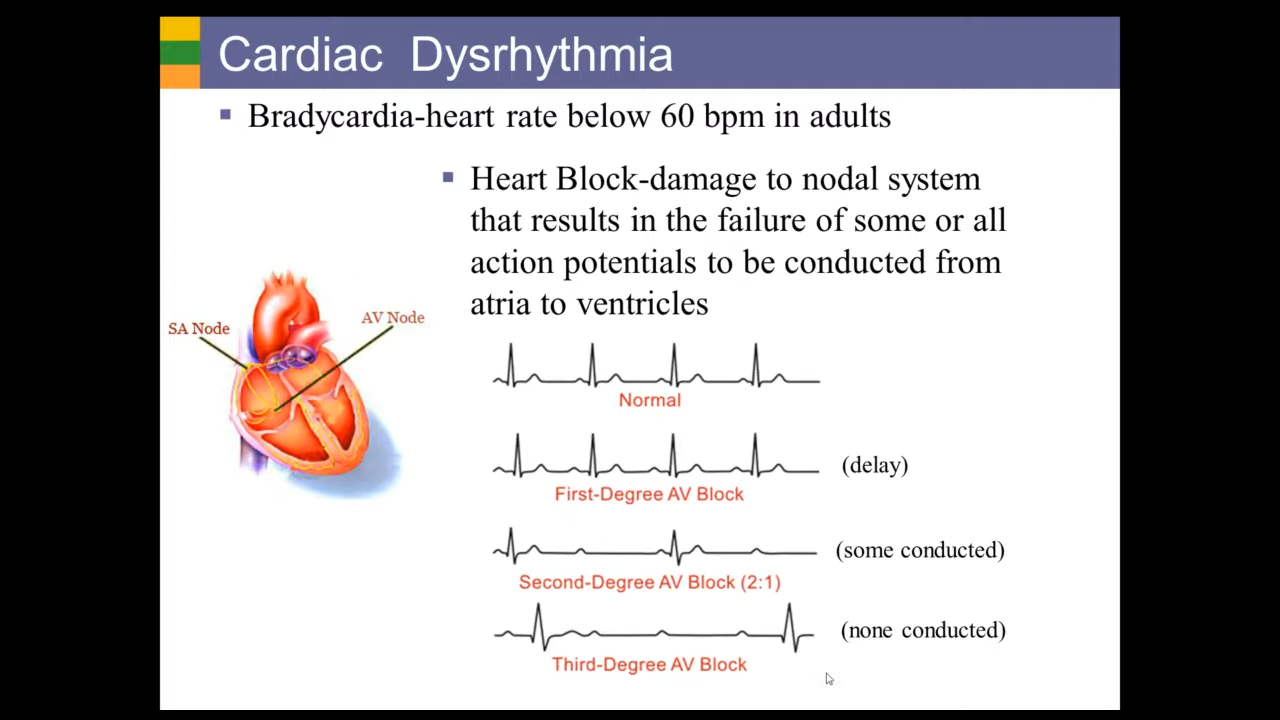 Cardiac Dysrhythmia
Bradycardia-heart rate below 60 bpm in adults
Heart Block-damage to nodal system
that results in the failure of some or all
action potentials to be conducted from
atria to ventricles
SA Node
AV Node
Normal
First-Degree AV Block
(delay)
Second-Degree AV Block (2:1)
(some conducted)
Third-Degree AV Block
(none conducted)